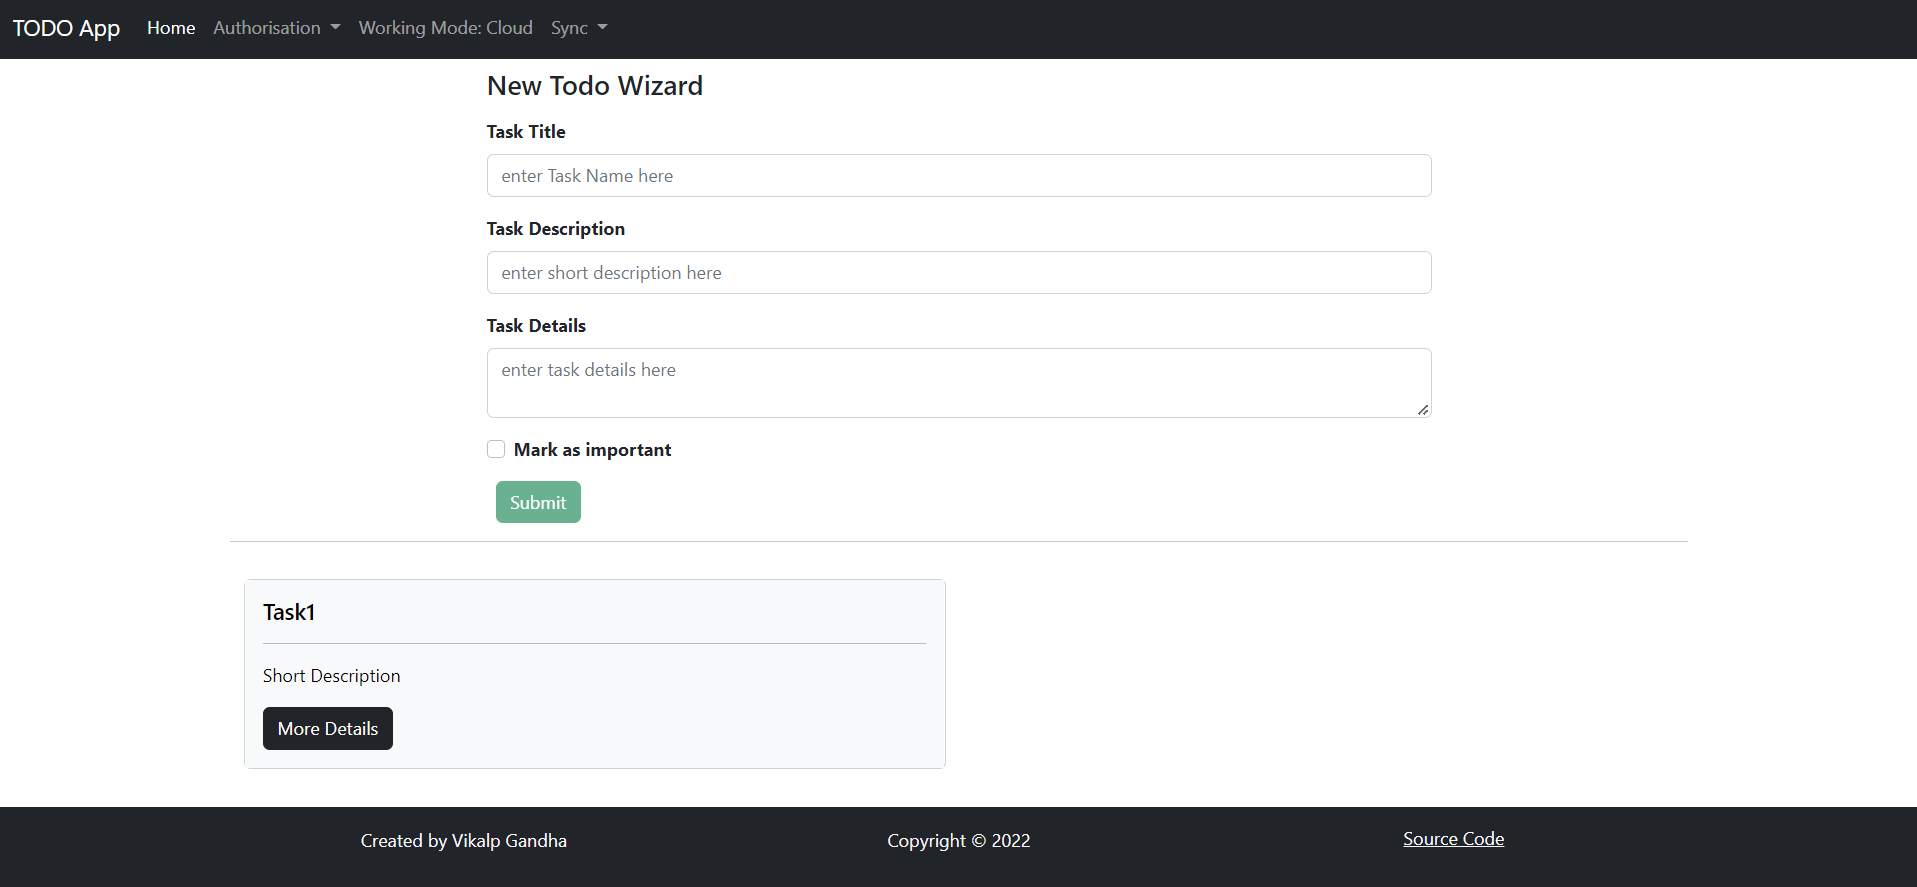 TODO App Home Authorisation Working Mode: Cloud Sync
New Todo Wizard
Task Title
enter Task Name here
Task Description
enter short description here
Task Details
enter task details here
Mark as important
Submit
Task1
Short Description
More Details
Created by Vikalp Gandha Copyright © 2022 Source Code